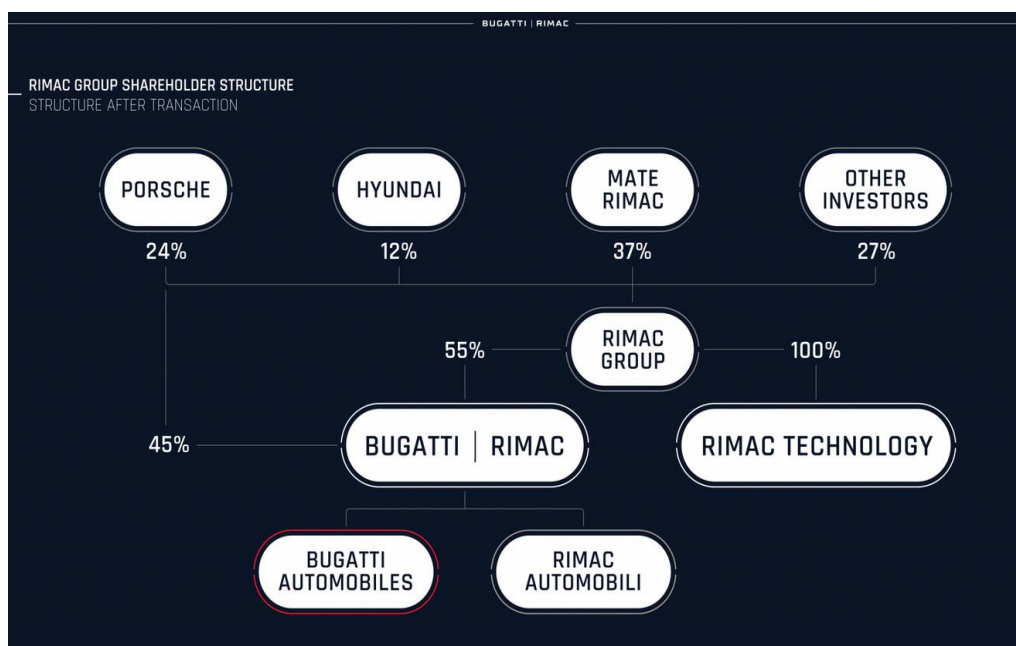 BUGATTI | RIMAC
RIMAC GROUP SHAREHOLDER STRUCTURE
STRUCTURE AFTER TRANSACTION
PORSCHE
HYUNDAI
MATE
RIMAC
OTHER
INVESTORS
24%
12%
37%
27%
RIMAC
GROUP
55%
100%
45%
BUGATTI | RIMAC
RIMAC TECHNOLOGY
BUGATTI
AUTOMOBILES
RIMAC
AUTOMOBILI